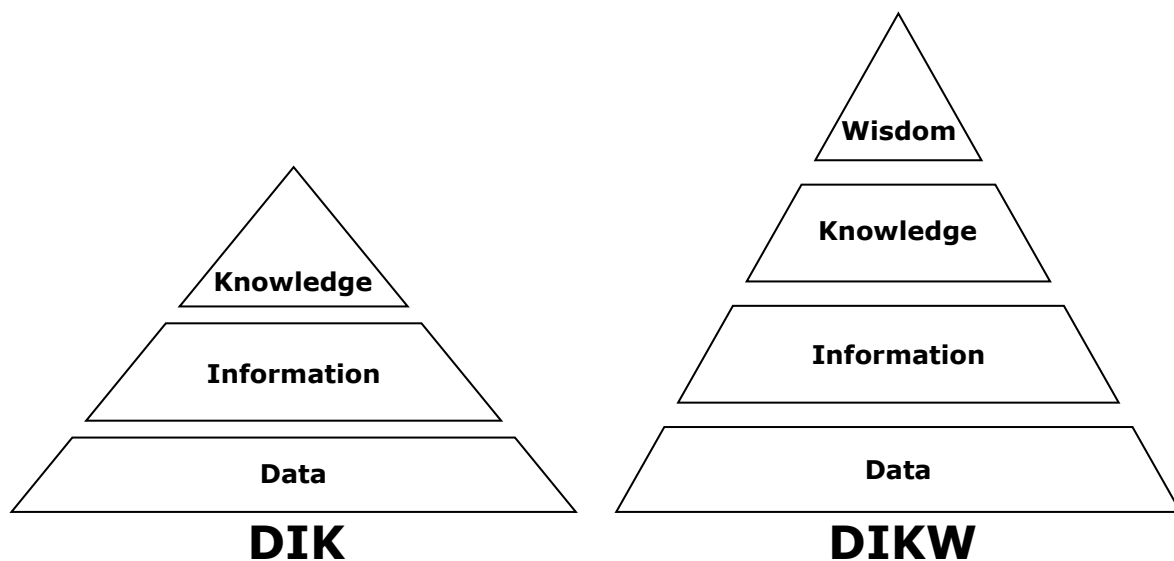 Knowledge
Information
Data
DIK
Wisdom
Knowledge
Information
Data
DIKW